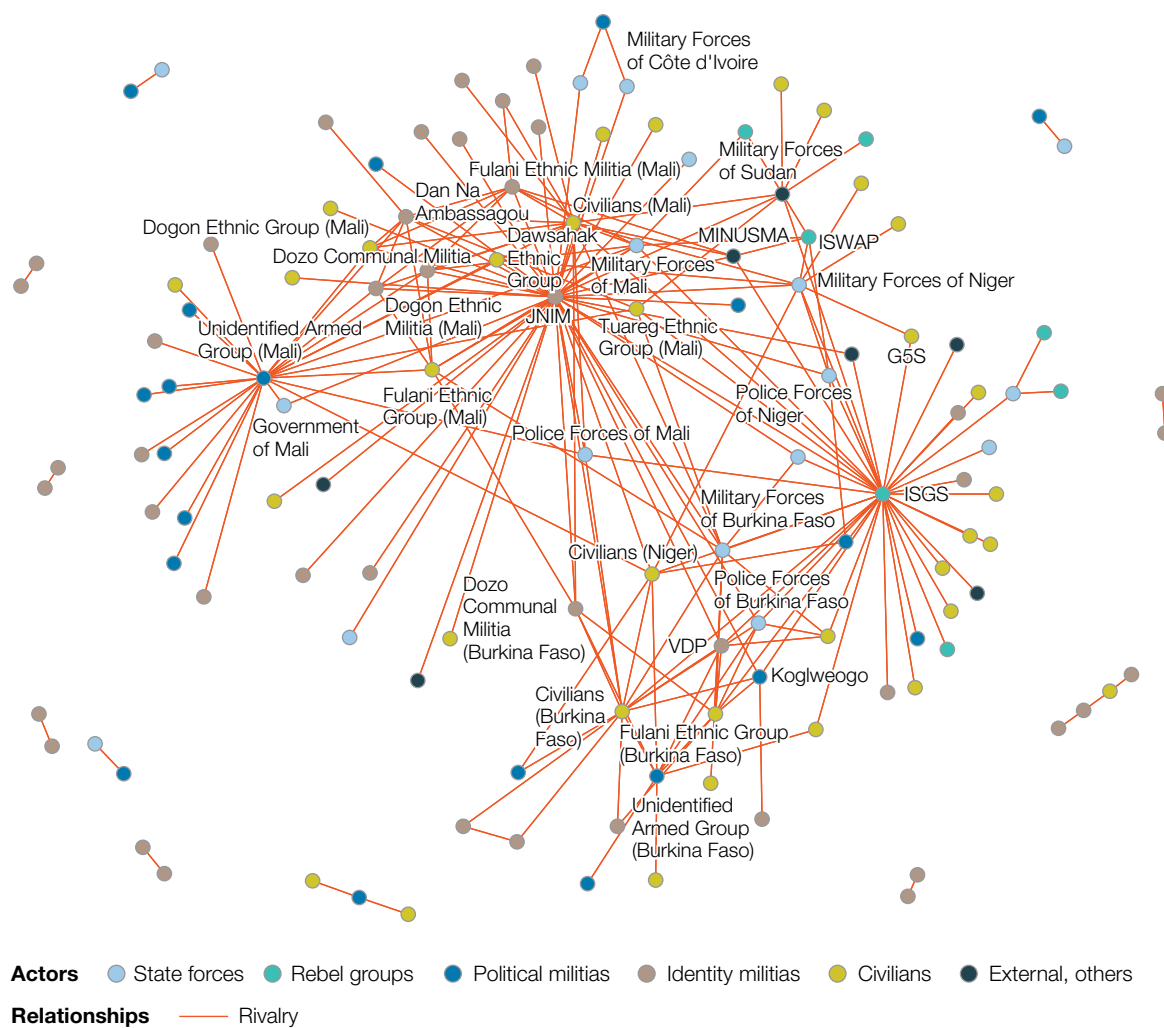 Military Forces
of Côte d'Ivoire
Military Forces
of Sudan
Fulani Ethnic Militia (Mali)
Dan Na
Ambassagou
Civilians (Mali)
Dogon Ethnic Group (Mali)
Dawsahak
Ethnic
Group
MINUSMA
ISWAP
Dozo Communal Militia
Military Forces
of Mali
Military Forces of Niger
Dogon Ethnic
Militia (Mali)
JNIM
Tuareg Ethnic
Group (Mali)
Unidentified Armed
Group (Mali)
G5S
Police Forces
of Niger
Fulani Ethnic
Group (Mali)
Government
of Mali
Police Forces of Mali
ISGS
Military Forces
of Burkina Faso
Civilians (Niger)
Police Forces
of Burkina Faso
Dozo
Communal
Militia
(Burkina Faso)
VDP
Koglweogo
Civilians
(Burkina
Faso)
Fulani Ethnic Group
(Burkina Faso)
Unidentified
Armed Group
(Burkina Faso)
Actors State forces Rebel groups Political militias Identity militias Civilians External, others
Relationships Rivalry